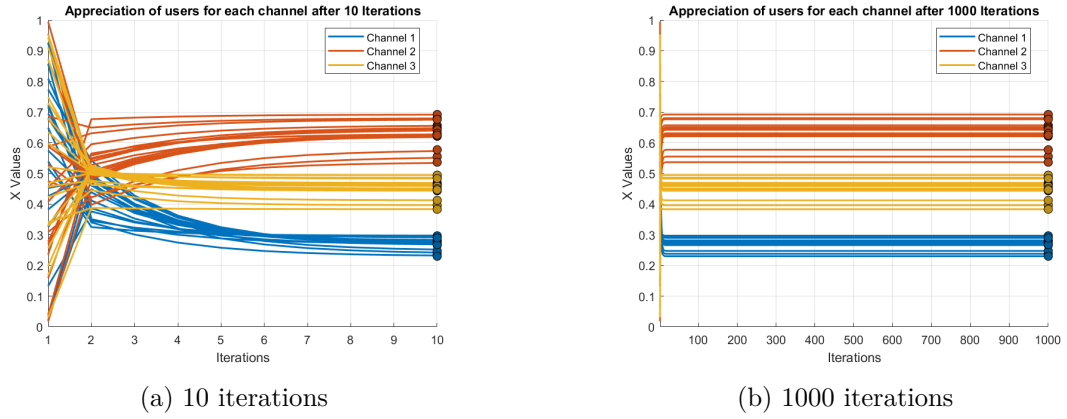 Appreciation of users for each channel after 10 Iterations
X Values
1
0.9
0.8
0.7
0.6
0.5
0.4
0.3
0.2
0.1
0
Channel 1
Channel 2
Channel 3
1 2 3 4 5 6 7 8 9 10
Iterations
(a) 10 iterations
Appreciation of users for each channel after 1000 Iterations
X Values
1
0.9
0.8
0.7
0.6
0.5
0.4
0.3
0.2
0.1
0
Channel 1
Channel 2
Channel 3
100 200 300 400 500 600 700 800 900 1000
Iterations
(b) 1000 iterations